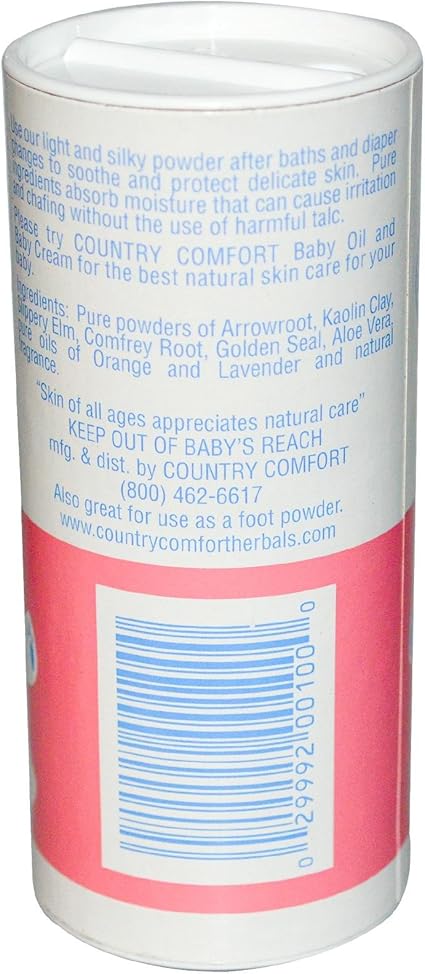 Use our light and silky powder after baths and diaper
changes to soothe and protect delicate skin. Pure
ingredients absorb moisture that can cause irritation
and chafing without the use of harmful talc.
Please try COUNTRY COMFORT Baby Oil and
Baby Cream for the best natural skin care for your
baby.
Ingredients: Pure powders of Arrowroot, Kaolin Clay,
Slippery Elm, Comfrey Root, Golden Seal, Aloe Vera,
pure oils of Orange and Lavender and natural
fragrance.
"Skin of all ages appreciates natural care"
KEEP OUT OF BABY'S REACH
mfg. & dist. by COUNTRY COMFORT
(800) 462-6617
Also great for use as a foot powder.
www.countrycomfortherbals.com
0 29992 00100 0